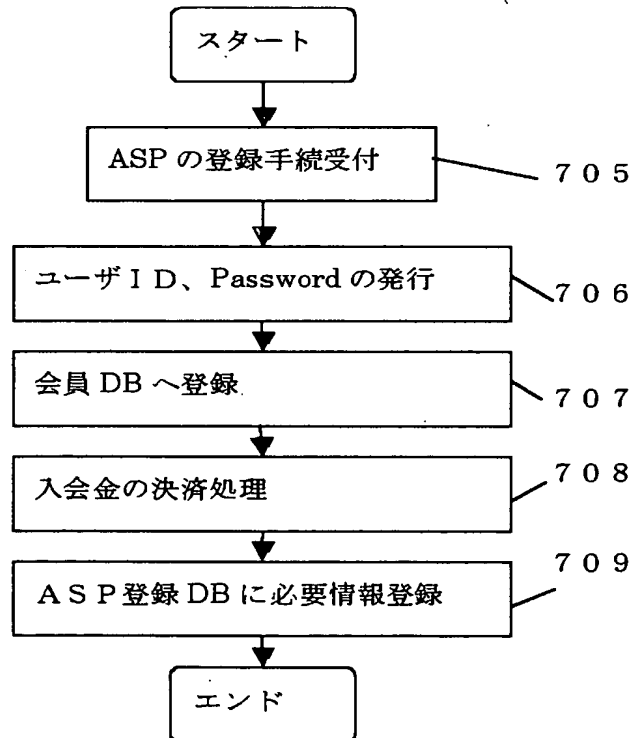 スタート
ASP の登録手続受付
705
ユーザID、Password の発行
706
会員 DB へ登録
707
入会金の決済処理
708
ASP登録 DB に必要情報登録
709
エンド